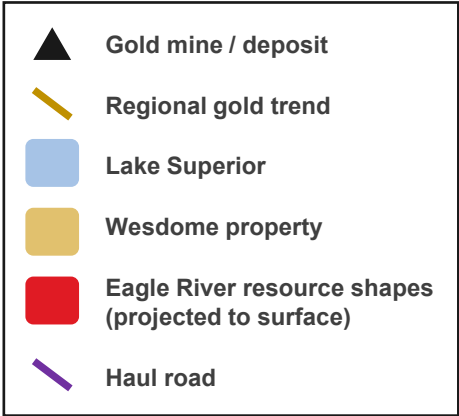 Gold mine / deposit
Regional gold trend
Lake Superior
Wesdome property
Eagle River resource shapes
(projected to surface)
Haul road